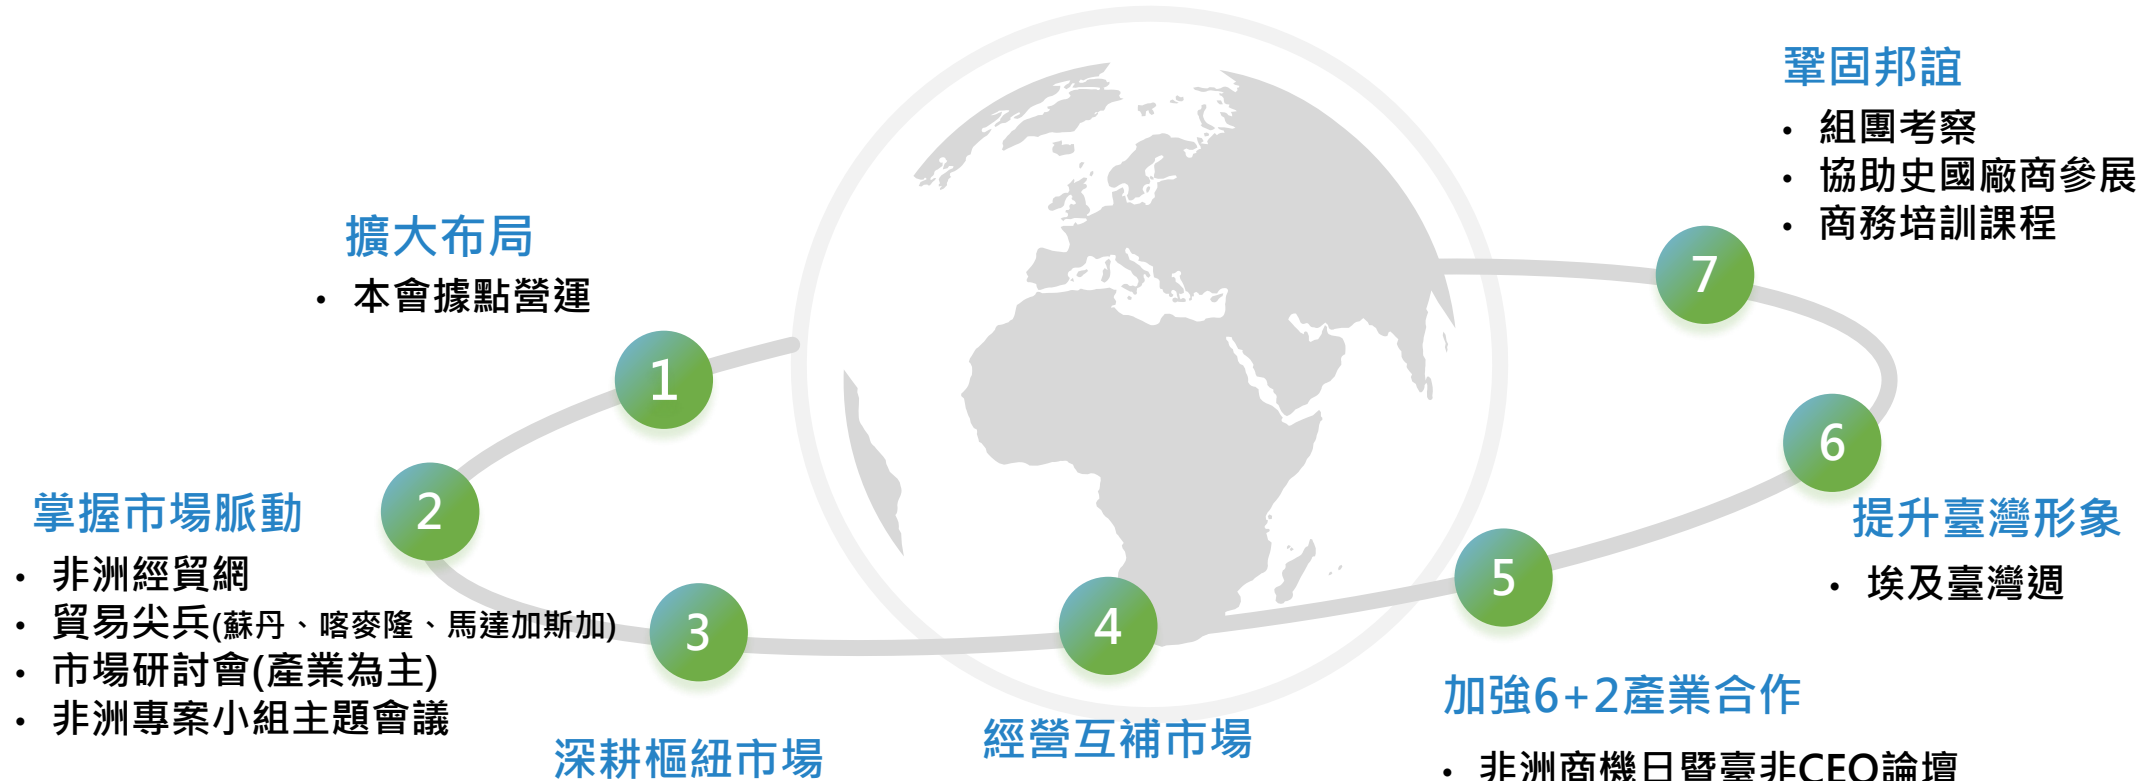 擴大布局
• 本會據點營運
1
2
掌握市場脈動
• 非洲經貿網
• 貿易尖兵(蘇丹、喀麥隆、馬達加斯加)
• 市場研討會(產業為主)
• 非洲專案小組主題會議
3
深耕樞紐市場
4
經營互補市場
5
加強6+2產業合作
• 非洲商機日暨臺非CEO論壇
6
提升臺灣形象
• 埃及臺灣週
7
鞏固邦誼
• 組團考察
• 協助史國廠商參展
• 商務培訓課程